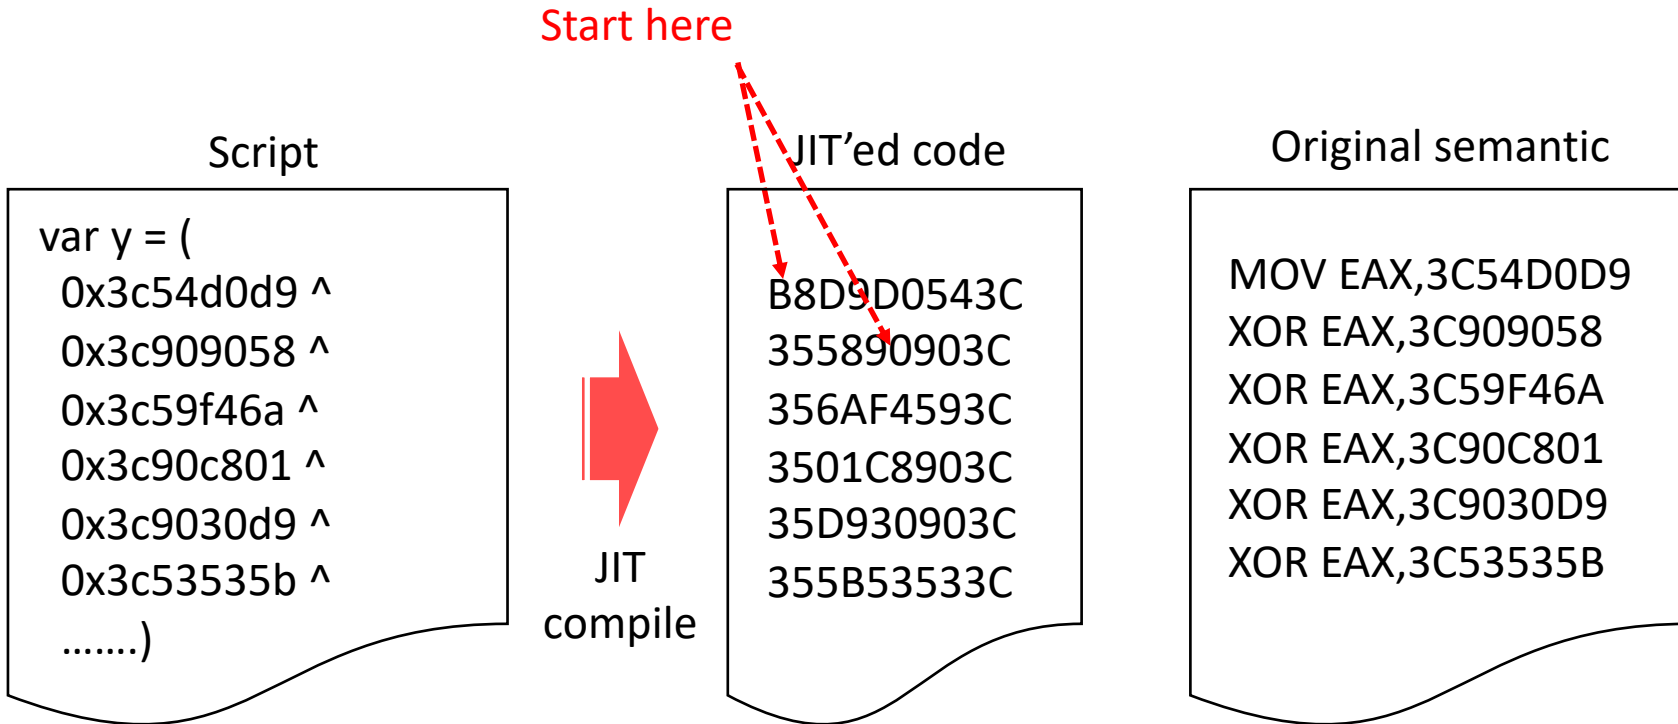 Start here
Script
var y = (
0x3c54d0d9 ^
0x3c909058 ^
0x3c59f46a ^
0x3c90c801 ^
0x3c9030d9 ^
0x3c53535b ^
…….)
JIT
compile
JIT’ed code
B8D9D0543C
355890903C
356AF4593C
3501C8903C
35D930903C
355B53533C
Original semantic
MOV EAX,3C54D0D9
XOR EAX,3C909058
XOR EAX,3C59F46A
XOR EAX,3C90C801
XOR EAX,3C9030D9
XOR EAX,3C53535B